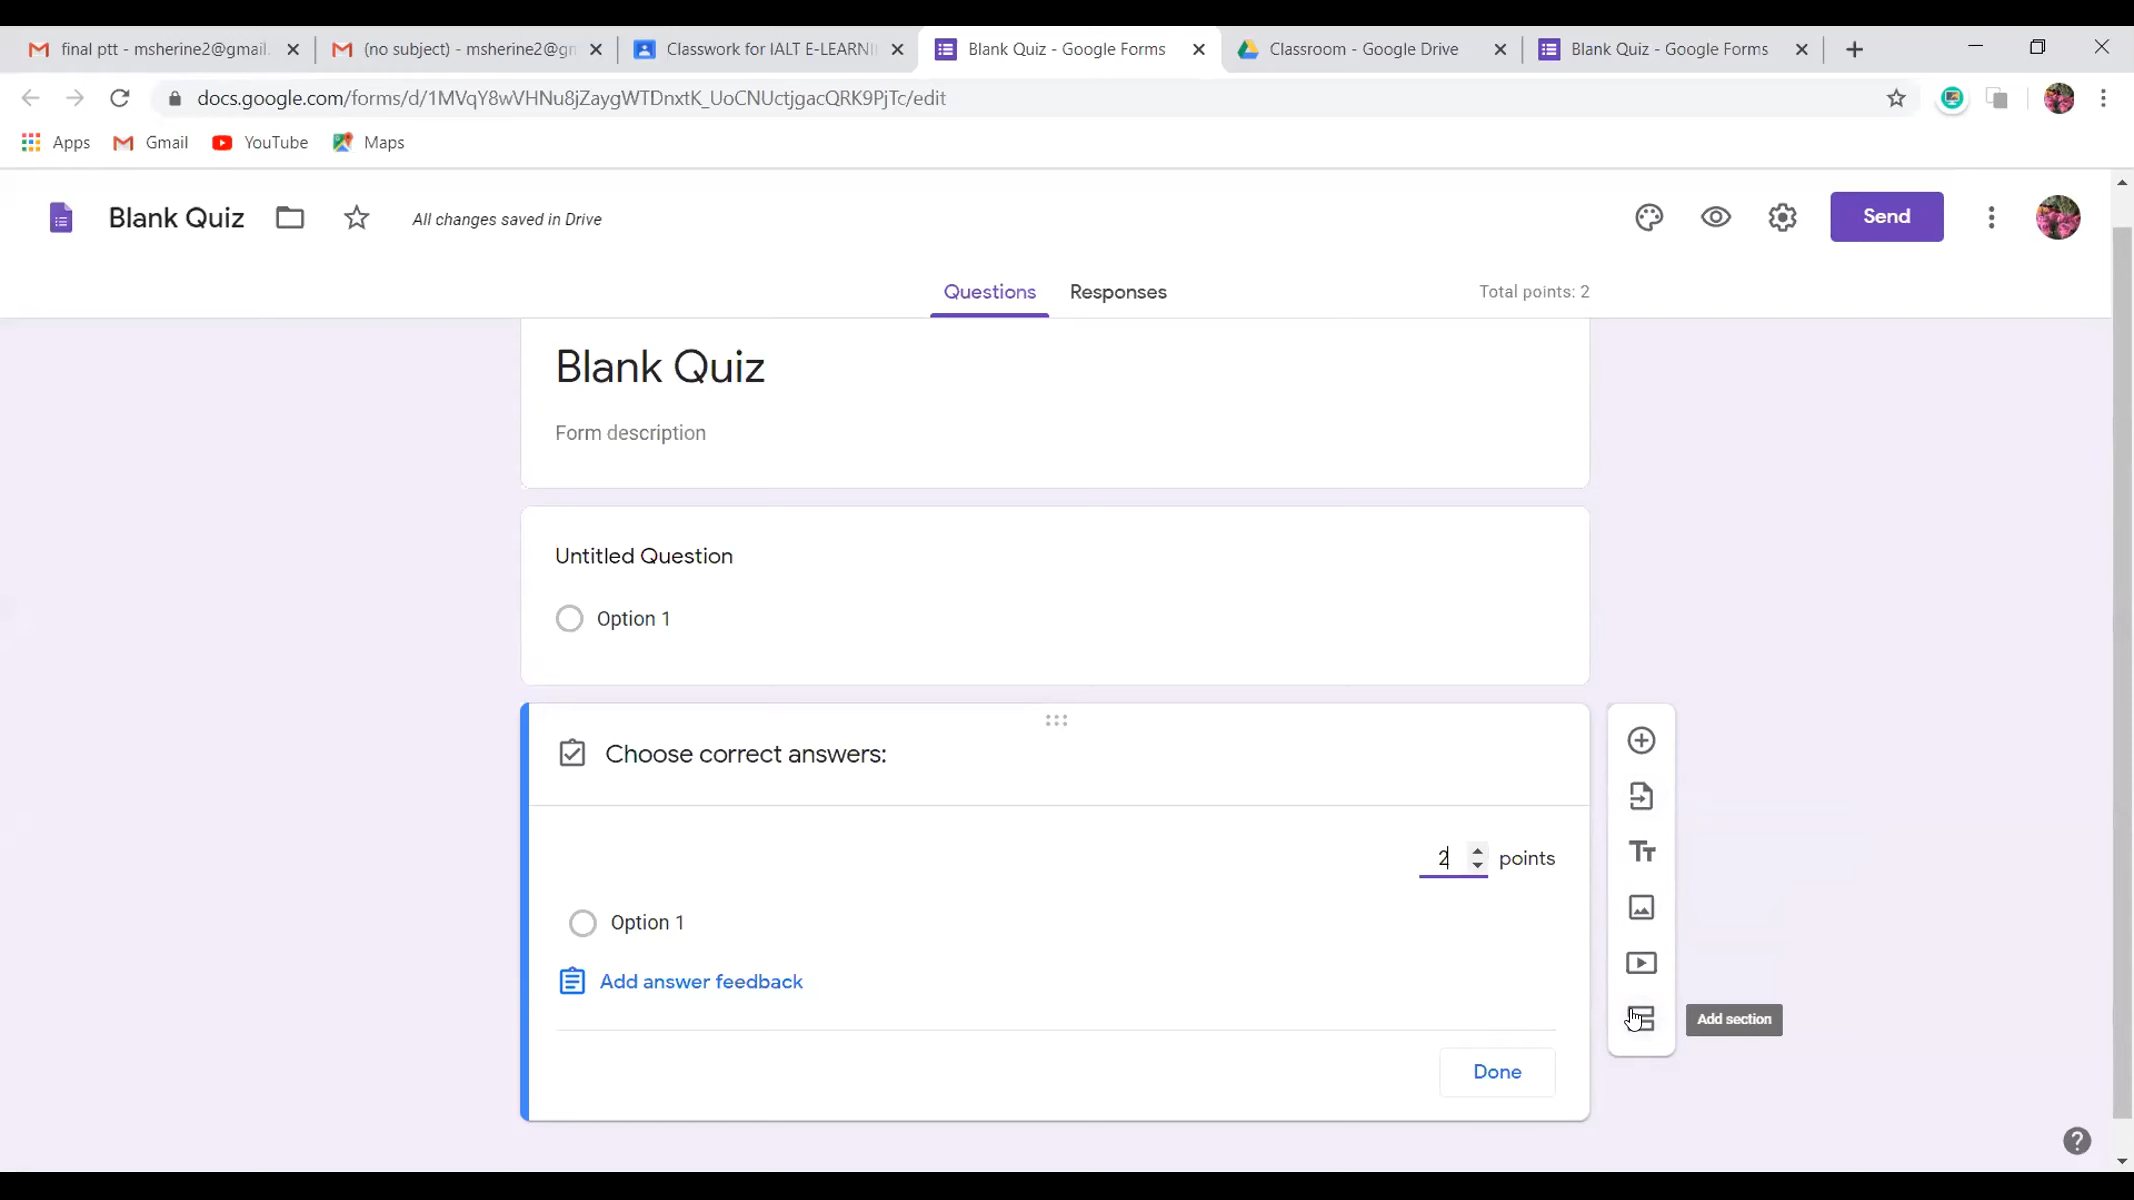 final ptt - msherine2@gmail.
(no subject) - msherine2@gm
Classwork for IALT E-LEARNI
Blank Quiz - Google Forms
Classroom - Google Drive
Blank Quiz - Google Forms
docs.google.com/forms/d/1MVqY8wVHNu8jZaygWTDnxtK_UoCNUctjgacQRK9PjTc/edit
Apps
Gmail
YouTube
Maps
Blank Quiz
All changes saved in Drive
Send
Questions
Responses
Total points: 2
Blank Quiz
Form description
Untitled Question
Option 1
Choose correct answers:
2 points
Option 1
Add answer feedback
Add section
Done